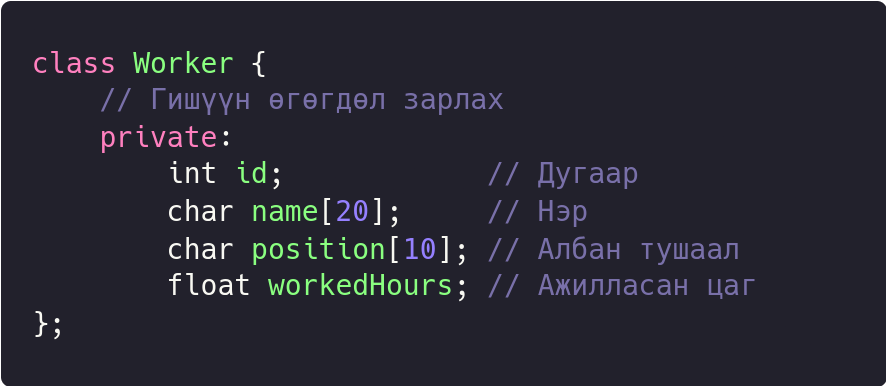 class Worker {
    // Гишүүн өгөгдөл зарлах
    private:
        int id;            // Дугаар
        char name[20];     // Нэр
        char position[10]; // Албан тушаал
        float workedHours; // Ажилласан цаг
};